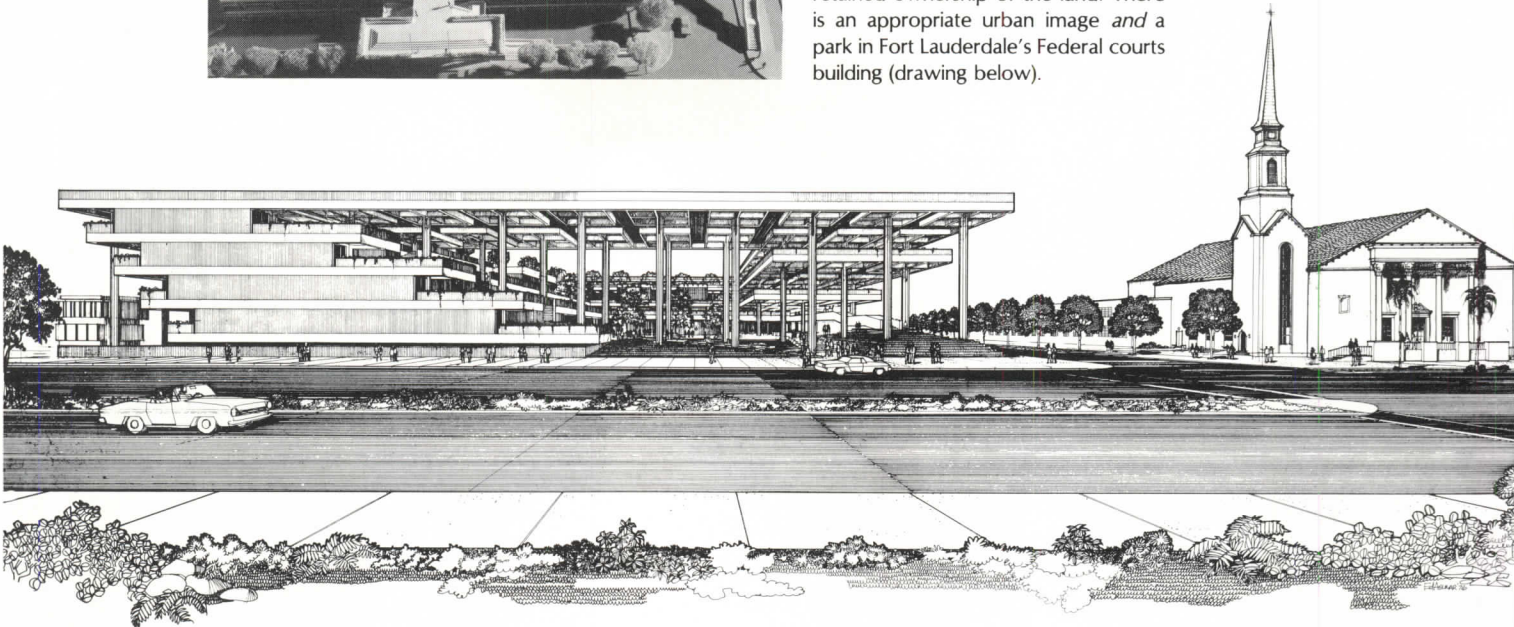 is an appropriate urban image and a
park in Fort Lauderdale's Federal courts
building (drawing below).